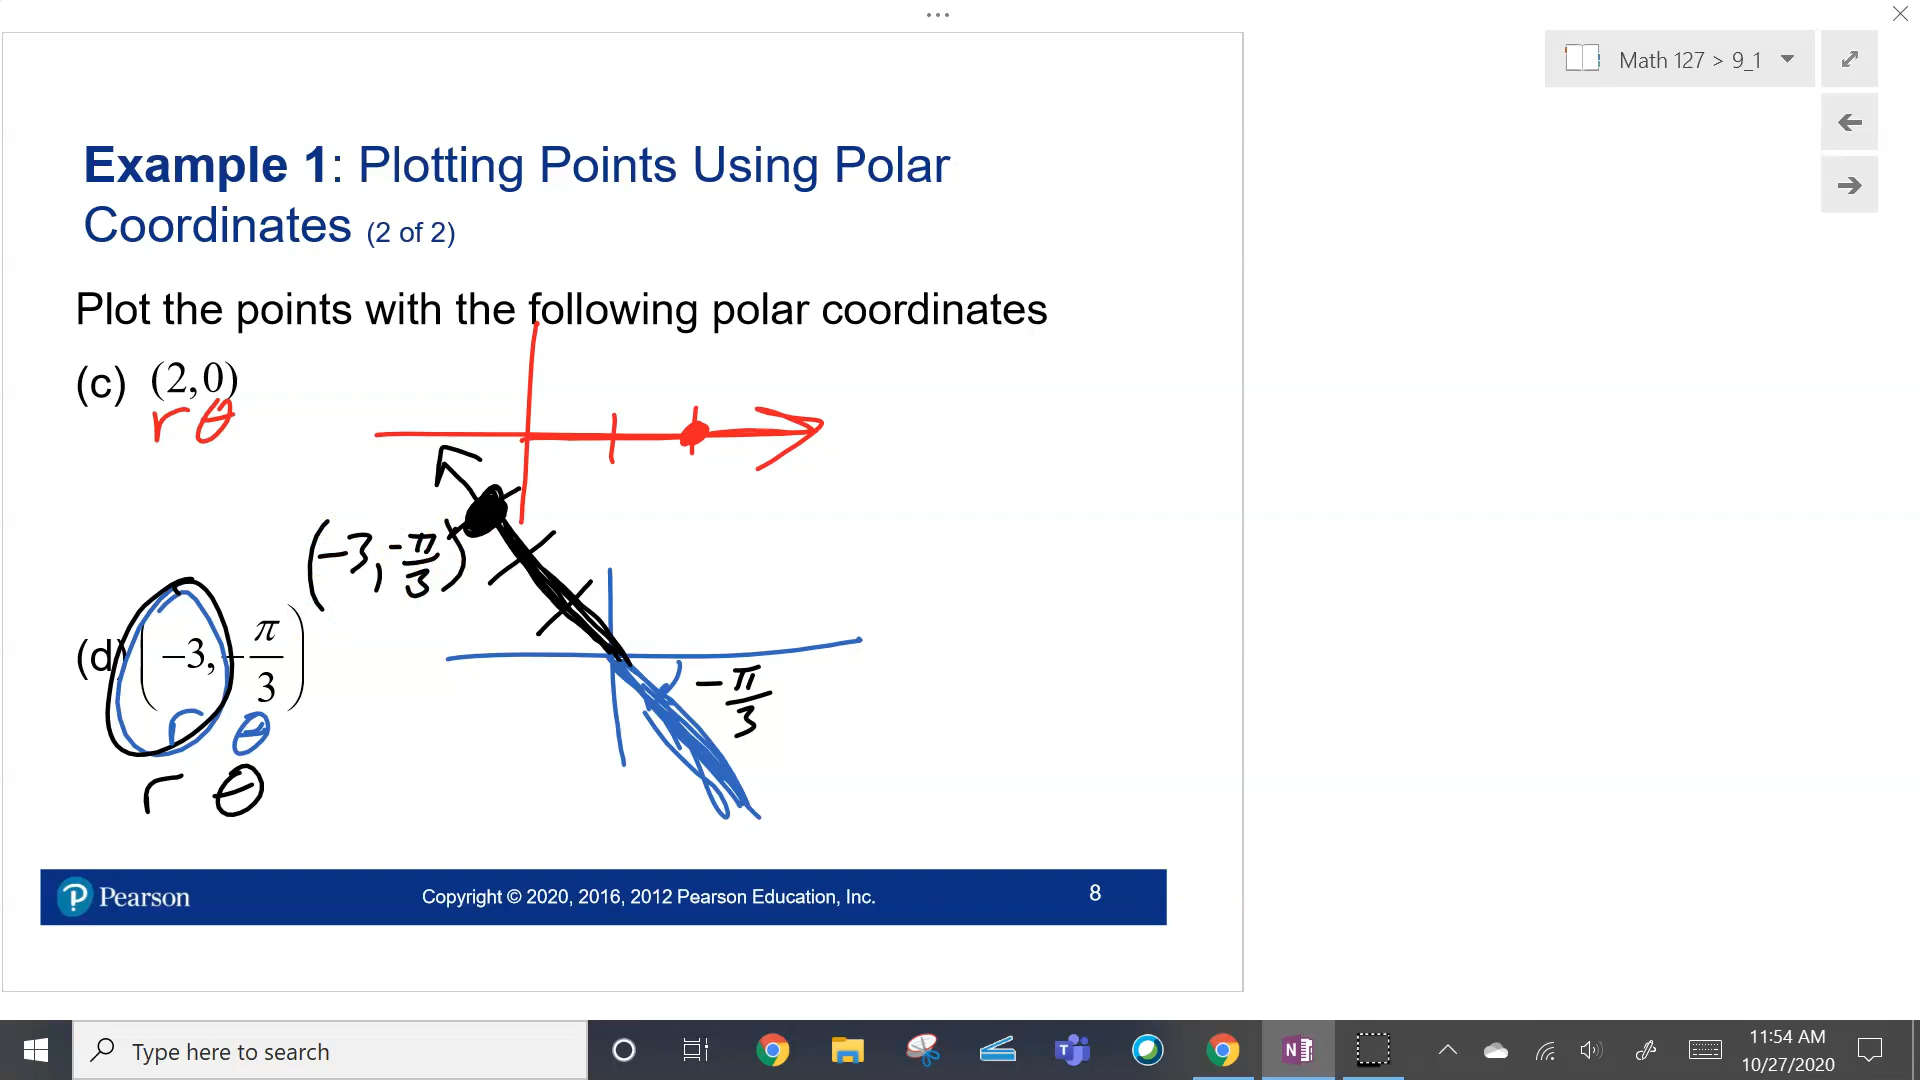 Math 127 > 9_1
Example 1: Plotting Points Using Polar
Coordinates (2 of 2)
Plot the points with the following polar coordinates
(c) (2,0)
r θ
(-3, -π/3)
(d) (−3, −π/3)
-π/3
r θ
r θ
Pearson
Copyright © 2020, 2016, 2012 Pearson Education, Inc.
8
Type here to search
11:54 AM
10/27/2020